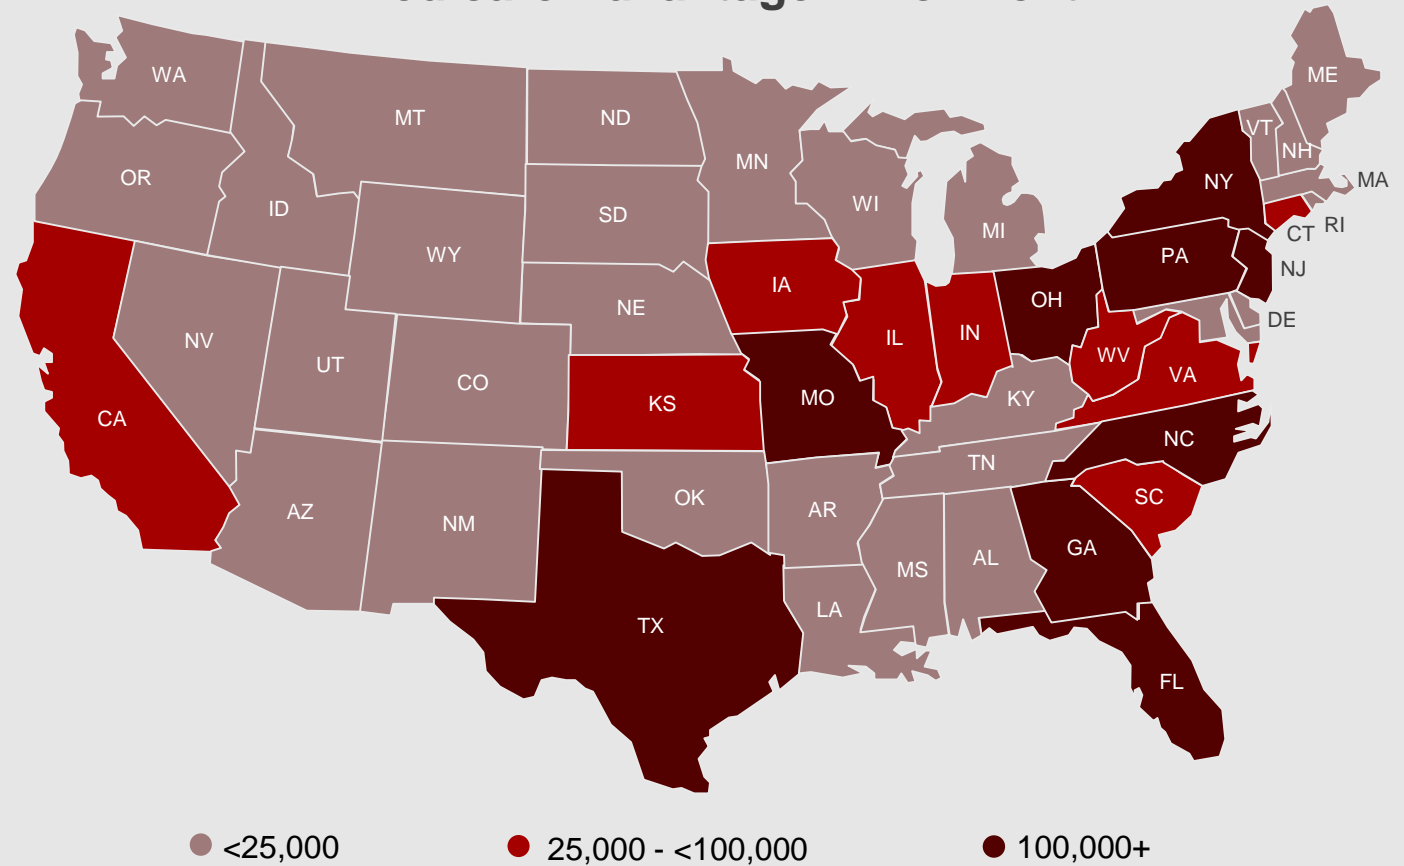 WA
ME
MT
ND
VT
MN
NH
OR
NY
MA
WI
ID
SD
RI
MI
CT
WY
PA
NJ
IA
OH
NE
DE
IN
NV
IL
WV
UT
VA
CO
MO
KY
KS
CA
NC
TN
OK
SC
AZ
AR
NM
GA
AL
MS
LA
TX
FL
<25,000
25,000 - <100,000
100,000+